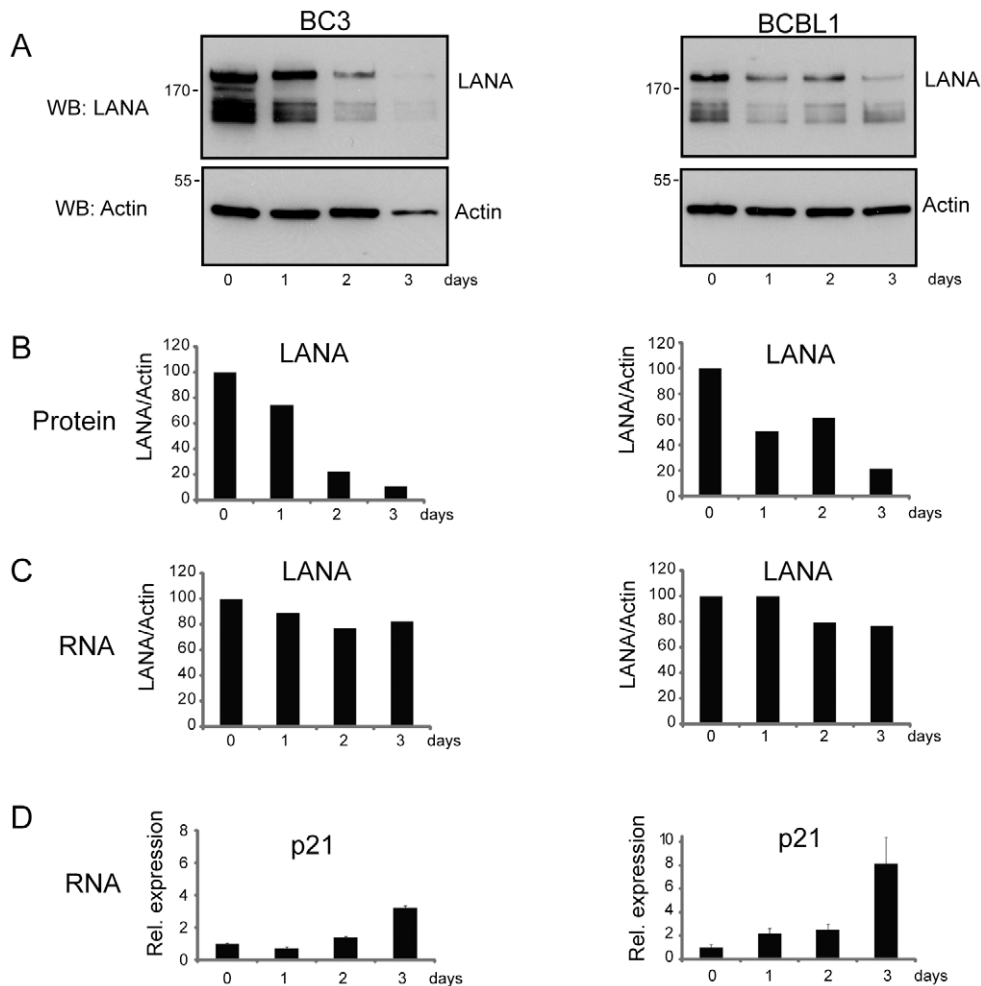 BC3
BCBL1
A
WB: LANA
170-
LANA
170-
LANA
WB: Actin
55-
Actin
55-
Actin
0 1 2 3 days
0 1 2 3 days
B
Protein
LANA
LANA/Actin
120
100
80
60
40
20
0
0 1 2 3 days
LANA
LANA/Actin
120
100
80
60
40
20
0
0 1 2 3 days
C
RNA
LANA
LANA/Actin
120
100
80
60
40
20
0
0 1 2 3 days
LANA
LANA/Actin
120
100
80
60
40
20
0
0 1 2 3 days
D
RNA
p21
Rel. expression
8
6
4
2
0
0 1 2 3 days
p21
Rel. expression
10
8
6
4
2
0
0 1 2 3 days